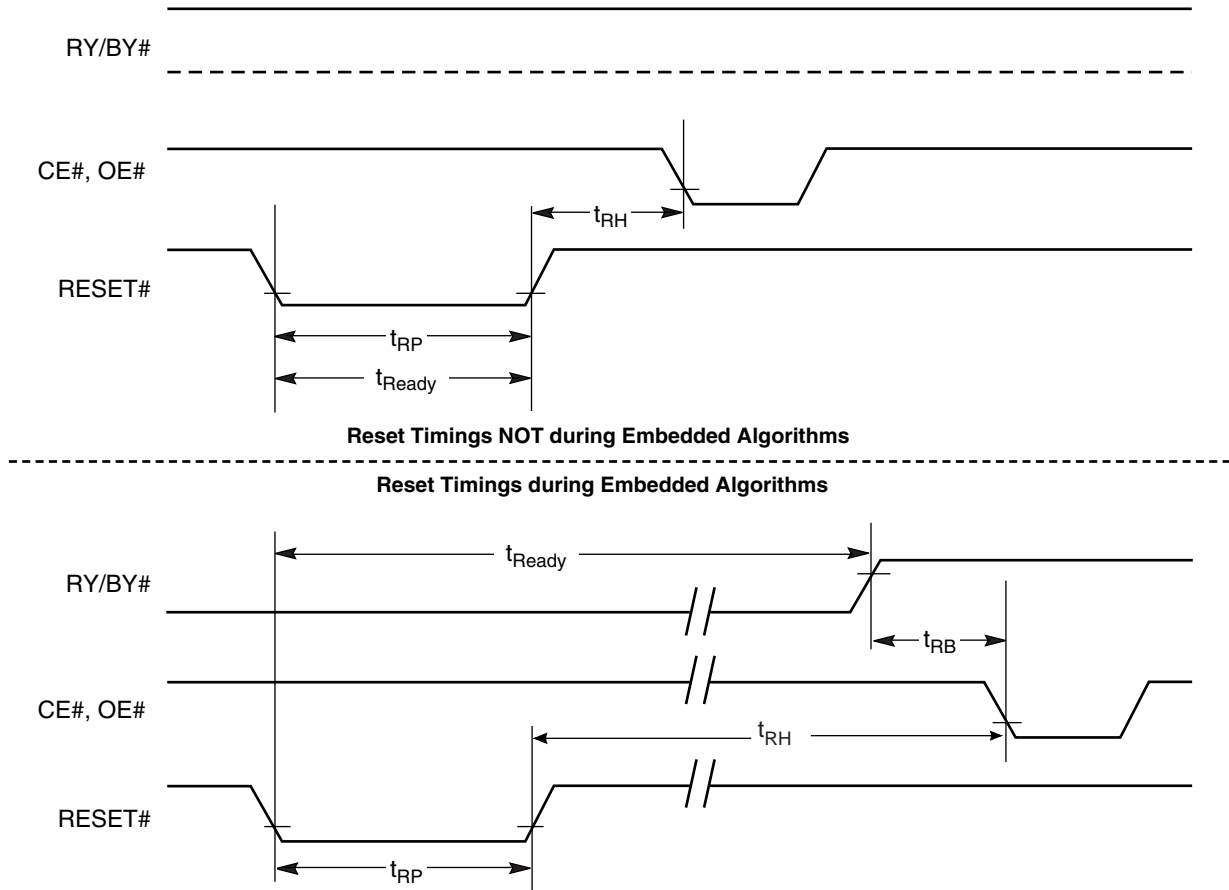 RY/BY#
CE#, OE#
tRH
RESET#
tRP
tReady
Reset Timings NOT during Embedded Algorithms
Reset Timings during Embedded Algorithms
tReady
RY/BY#
tRB
CE#, OE#
tRH
RESET#
tRP